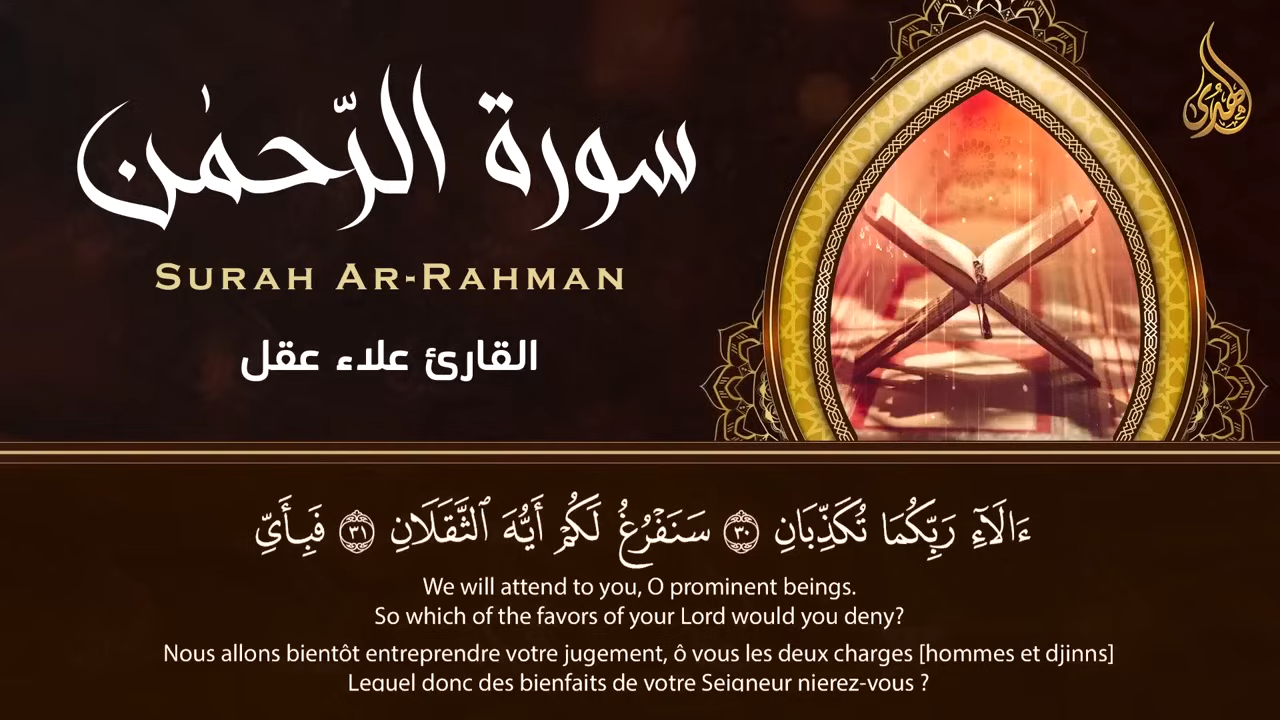 سورة الرّحمٰن
SURAH AR-RAHMAN
القارئ علاء عقل
الهدى
ءَالَآءِ رَبِّكُمَا تُكَذِّبَانِ ٣٠ سَنَفْرُغُ لَكُمْ أَيُّهَ ٱلثَّقَلَانِ ٣١ فَبِأَيِّ
We will attend to you, O prominent beings.
So which of the favors of your Lord would you deny?
Nous allons bientôt entreprendre votre jugement, ô vous les deux charges [hommes et djinns]
Lequel donc des bienfaits de votre Seigneur nierez-vous ?